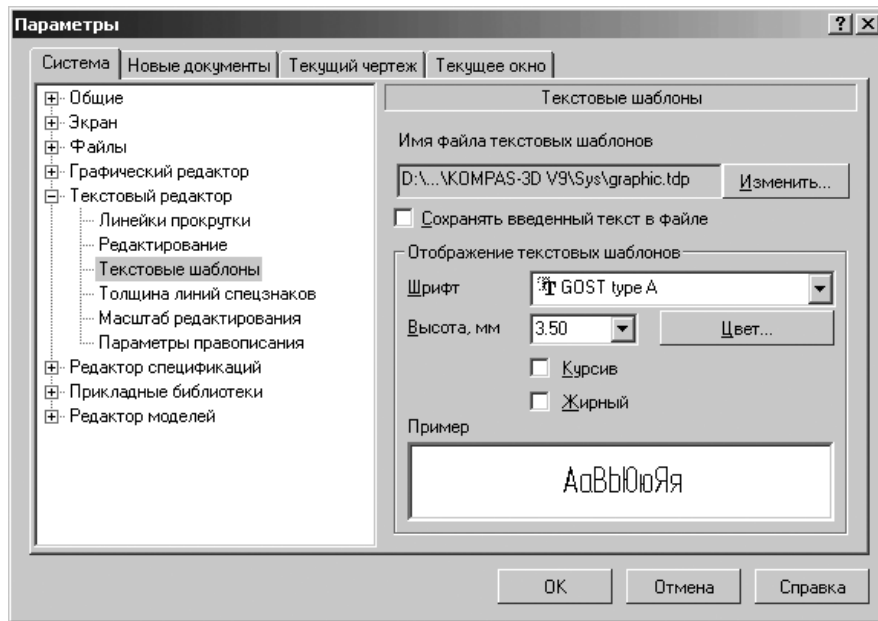 Параметры
Система Новые документы Текущий чертеж Текущее окно
Общие
Экран
Файлы
Графический редактор
Текстовый редактор
Линейки прокрутки
Редактирование
Текстовые шаблоны
Толщина линий спецзнаков
Масштаб редактирования
Параметры правописания
Редактор спецификаций
Прикладные библиотеки
Редактор моделей
Текстовые шаблоны
Имя файла текстовых шаблонов
D:\...\KOMPAS-3D V9\Sys\graphic.tdp Изменить...
Сохранять введенный текст в файле
Отображение текстовых шаблонов
Шрифт GOST type A
Высота, мм 3.50 Цвет...
Курсив
Жирный
Пример
АаВЬЮюЯя
OK Отмена Справка